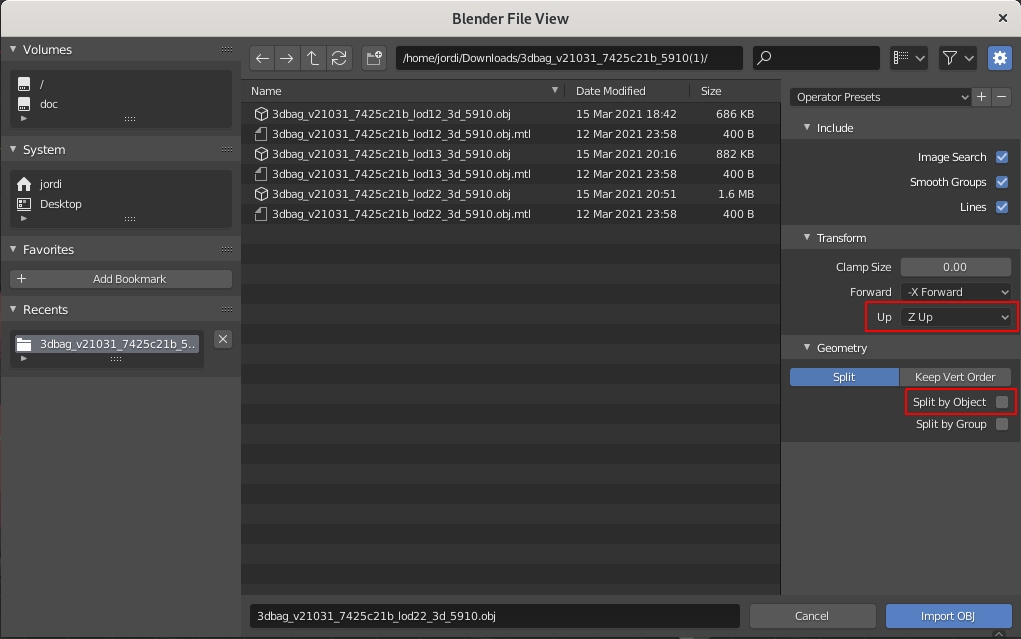 Blender File View
Volumes
/
doc
System
jordi
Desktop
Favorites
Add Bookmark
Recents
3dbag_v21031_7425c21b_5..
/home/jordi/Downloads/3dbag_v21031_7425c21b_5910(1)/
Name Date Modified Size
3dbag_v21031_7425c21b_lod12_3d_5910.obj 15 Mar 2021 18:42 686 KB
3dbag_v21031_7425c21b_lod12_3d_5910.obj.mtl 12 Mar 2021 23:58 400 B
3dbag_v21031_7425c21b_lod13_3d_5910.obj 15 Mar 2021 20:16 882 KB
3dbag_v21031_7425c21b_lod13_3d_5910.obj.mtl 12 Mar 2021 23:58 400 B
3dbag_v21031_7425c21b_lod22_3d_5910.obj 15 Mar 2021 20:51 1.6 MB
3dbag_v21031_7425c21b_lod22_3d_5910.obj.mtl 12 Mar 2021 23:58 400 B
Operator Presets
Include
Image Search
Smooth Groups
Lines
Transform
Clamp Size 0.00
Forward -X Forward
Up Z Up
Geometry
Split Keep Vert Order
Split by Object
Split by Group
3dbag_v21031_7425c21b_lod22_3d_5910.obj Cancel Import OBJ